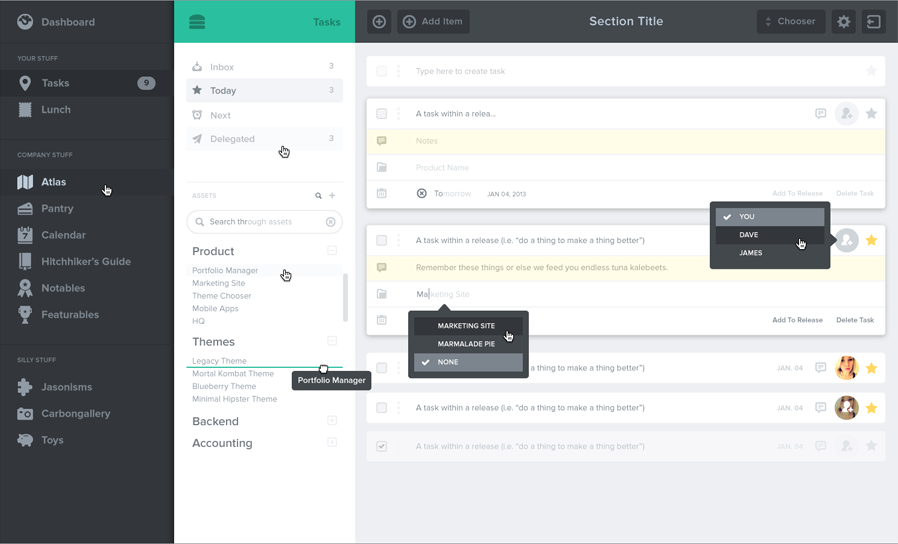 Dashboard
YOUR STUFF
Tasks 9
Lunch
COMPANY STUFF
Atlas
Pantry
7 Calendar
Hitchhiker's Guide
Notables
Featurables
SILLY STUFF
Jasonisms
Carbongallery
Toys
Tasks
Inbox 3
Today 3
Next
Delegated 3
ASSETS
Search through assets
Product
Portfolio Manager
Marketing Site
Theme Chooser
Mobile Apps
HQ
Themes
Legacy Theme
Mortal Kombat Theme
Blueberry Theme
Minimal Hipster Theme
Portfolio Manager
Backend
Accounting
Add Item
Section Title
Chooser
Type here to create task
A task within a relea...
Notes
Product Name
Tomorrow JAN 04, 2013 Add To Release Delete Task
YOU
DAVE
JAMES
A task within a release (i.e. “do a thing to make a thing better”)
Remember these things or else we feed you endless tuna kalebeets.
Marketing Site
Add To Release Delete Task
MARKETING SITE
MARMALADE PIE
NONE
a task within a release (i.e. “do a thing to make a thing better”) JAN. 04
A task within a release (i.e. “do a thing to make a thing better”) JAN. 04
A task within a release (i.e. “do a thing to make a thing better”) JAN. 04